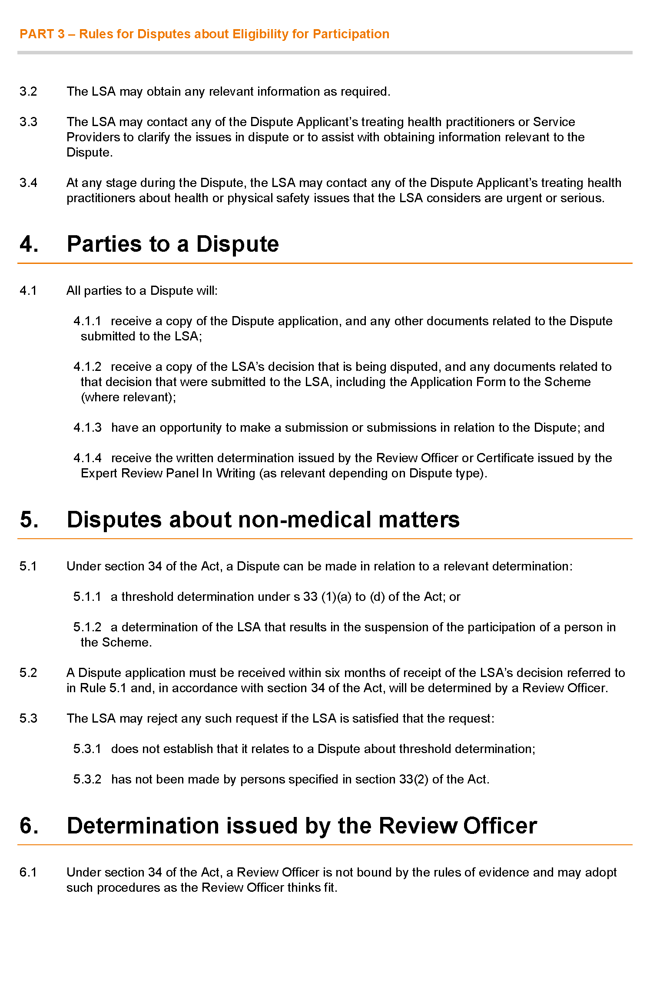 PART 3 – Rules for Disputes about Eligibility for Participation
3.2 The LSA may obtain any relevant information as required.
3.3 The LSA may contact any of the Dispute Applicant’s treating health practitioners or Service
Providers to clarify the issues in dispute or to assist with obtaining information relevant to the
Dispute.
3.4 At any stage during the Dispute, the LSA may contact any of the Dispute Applicant’s treating health
practitioners about health or physical safety issues that the LSA considers are urgent or serious.
4. Parties to a Dispute
4.1 All parties to a Dispute will:
4.1.1 receive a copy of the Dispute application, and any other documents related to the Dispute
submitted to the LSA;
4.1.2 receive a copy of the LSA’s decision that is being disputed, and any documents related to
that decision that were submitted to the LSA, including the Application Form to the Scheme
(where relevant);
4.1.3 have an opportunity to make a submission or submissions in relation to the Dispute; and
4.1.4 receive the written determination issued by the Review Officer or Certificate issued by the
Expert Review Panel In Writing (as relevant depending on Dispute type).
5. Disputes about non-medical matters
5.1 Under section 34 of the Act, a Dispute can be made in relation to a relevant determination:
5.1.1 a threshold determination under s 33 (1)(a) to (d) of the Act; or
5.1.2 a determination of the LSA that results in the suspension of the participation of a person in
the Scheme.
5.2 A Dispute application must be received within six months of receipt of the LSA’s decision referred to
in Rule 5.1 and, in accordance with section 34 of the Act, will be determined by a Review Officer.
5.3 The LSA may reject any such request if the LSA is satisfied that the request:
5.3.1 does not establish that it relates to a Dispute about threshold determination;
5.3.2 has not been made by persons specified in section 33(2) of the Act.
6. Determination issued by the Review Officer
6.1 Under section 34 of the Act, a Review Officer is not bound by the rules of evidence and may adopt
such procedures as the Review Officer thinks fit.